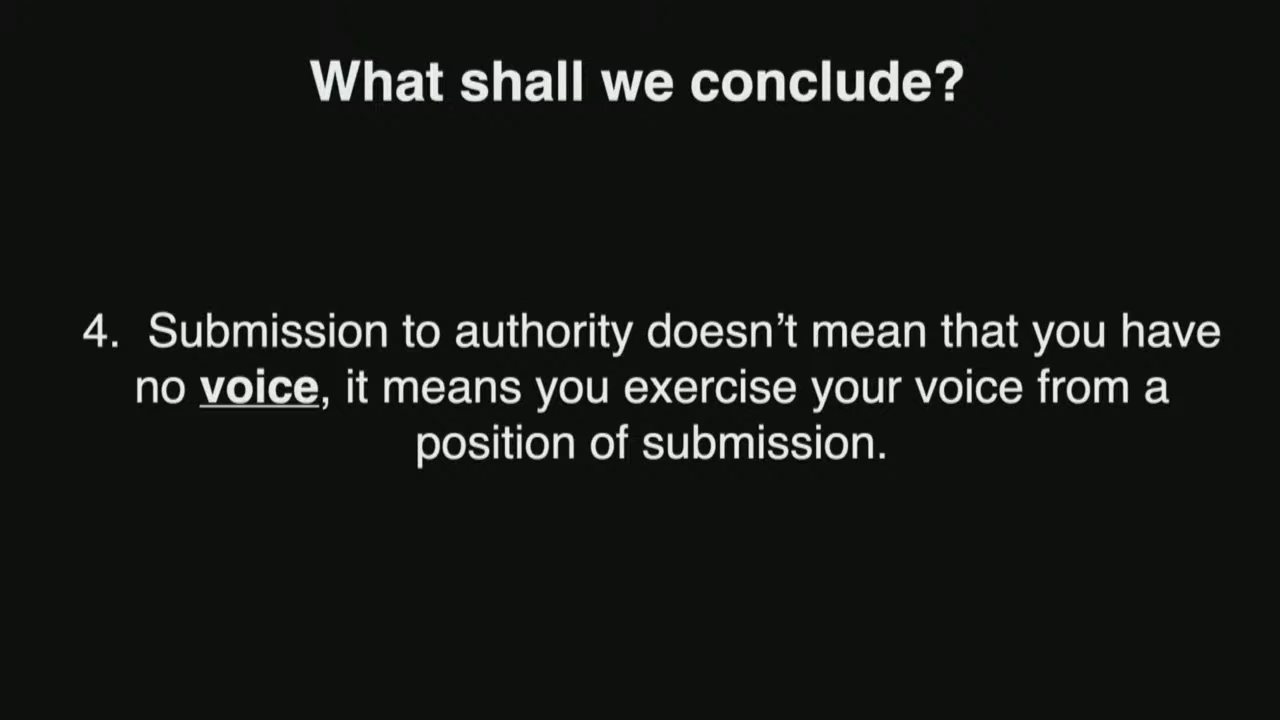 What shall we conclude?
4. Submission to authority doesn’t mean that you have
no voice, it means you exercise your voice from a
position of submission.